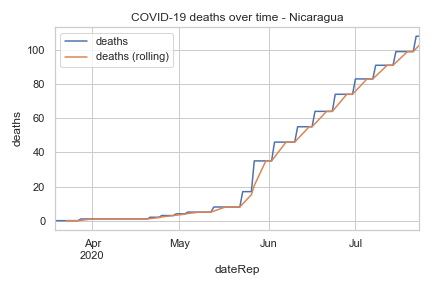 COVID-19 deaths over time - Nicaragua
deaths
deaths (rolling)
100
80
60
40
20
0
deaths
Apr May Jun Jul
2020
dateRep